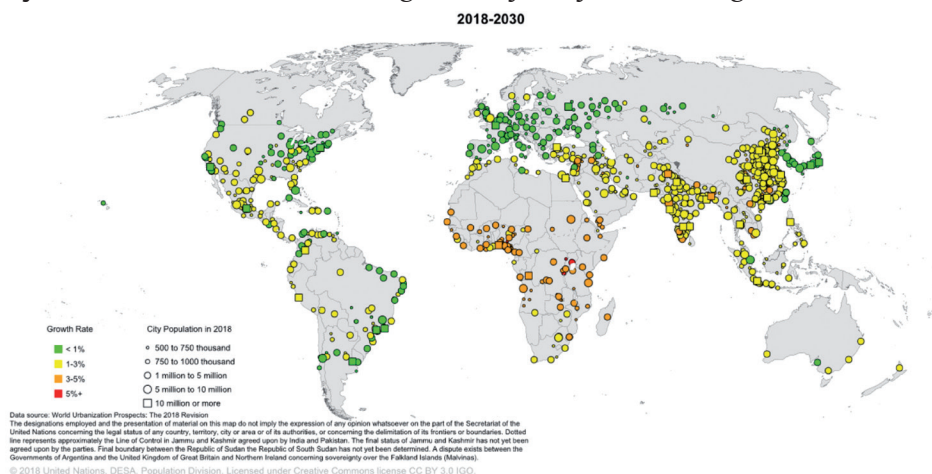 2018-2030
Growth Rate
< 1%
1-3%
3-5%
5%+
City Population in 2018
500 to 750 thousand
750 to 1000 thousand
1 million to 5 million
5 million to 10 million
10 million or more
Data source: World Urbanization Prospects: The 2018 Revision
The designations employed and the presentation of material on this map do not imply the expression of any opinion whatsoever on the part of the Secretariat of the
United Nations concerning the legal status of any country, territory, city or area or of its authorities, or concerning the delimitation of its frontiers or boundaries. Dotted
line represents approximately the Line of Control in Jammu and Kashmir agreed upon by India and Pakistan. The final status of Jammu and Kashmir has not yet been
agreed upon by the parties. Final boundary between the Republic of Sudan the Republic of South Sudan has not yet been determined. A dispute exists between the
Governments of Argentina and the United Kingdom of Great Britain and Northern Ireland concerning sovereignty over the Falkland Islands (Malvinas).
© 2018 United Nations, DESA, Population Division. Licensed under Creative Commons license CC BY 3.0 IGO.